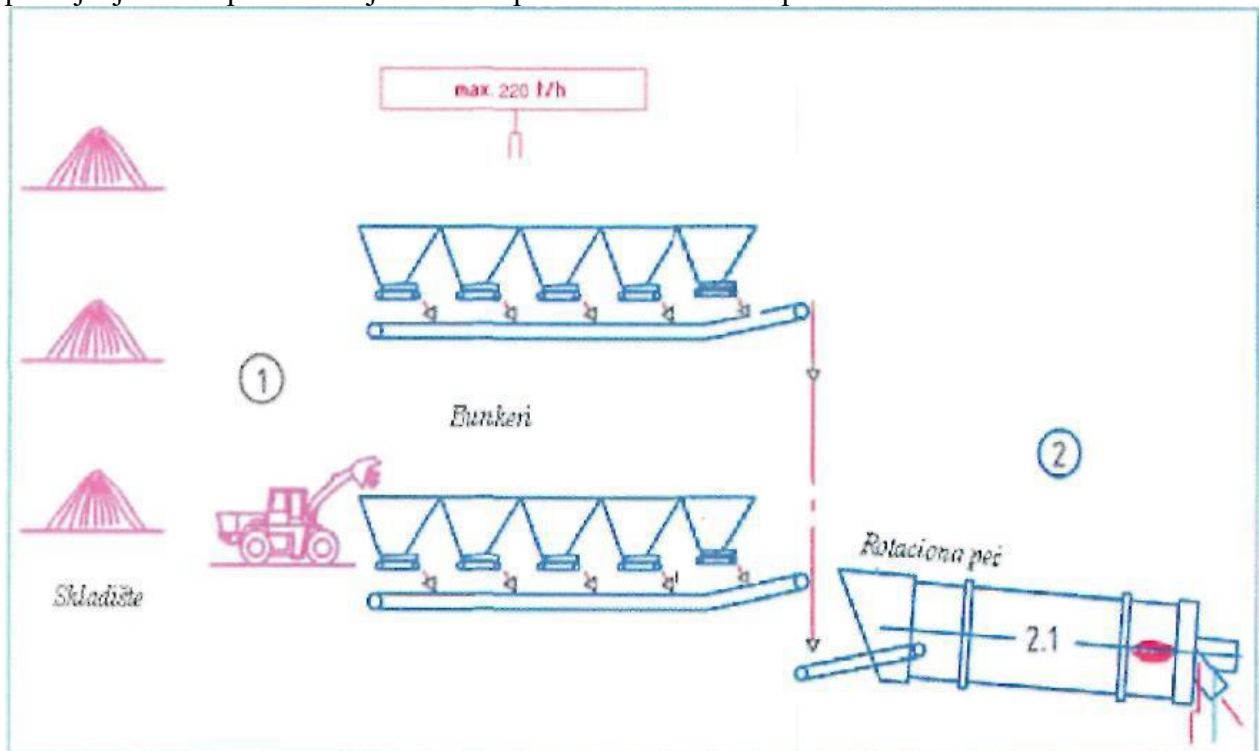 max. 220 t/h
1
Bunkeri
2
Rotaciona peć
Skladište
2.1